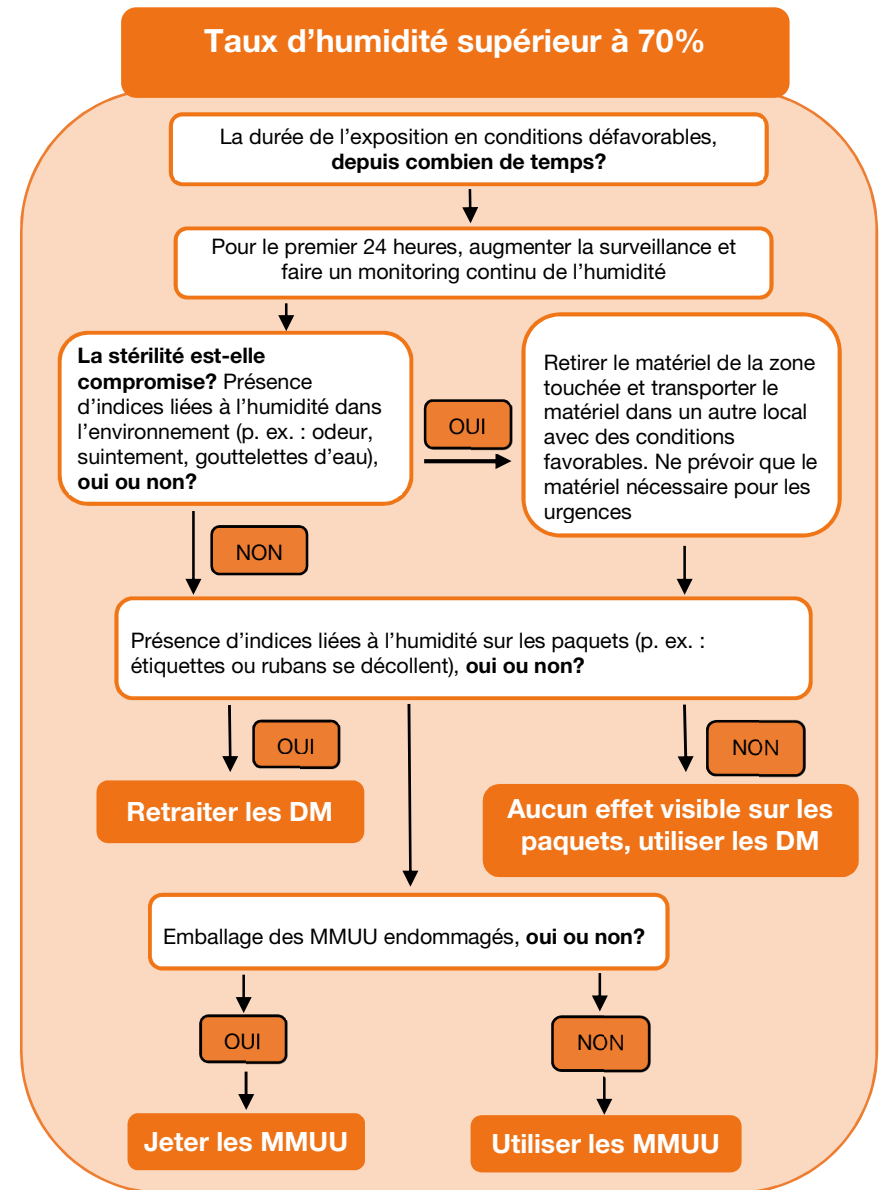 Taux d’humidité supérieur à 70%
La durée de l’exposition en conditions défavorables,
depuis combien de temps?
Pour le premier 24 heures, augmenter la surveillance et
faire un monitoring continu de l’humidité
La stérilité est-elle
compromise? Présence
d’indices liées à l’humidité dans
l’environnement (p. ex. : odeur,
suintement, gouttelettes d’eau),
oui ou non?
OUI
Retirer le matériel de la zone
touchée et transporter le
matériel dans un autre local
avec des conditions
favorables. Ne prévoir que le
matériel nécessaire pour les
urgences
NON
Présence d’indices liées à l’humidité sur les paquets (p. ex. :
étiquettes ou rubans se décollent), oui ou non?
OUI
NON
Retraiter les DM
Aucun effet visible sur les
paquets, utiliser les DM
Emballage des MMUU endommagés, oui ou non?
OUI
NON
Jeter les MMUU
Utiliser les MMUU